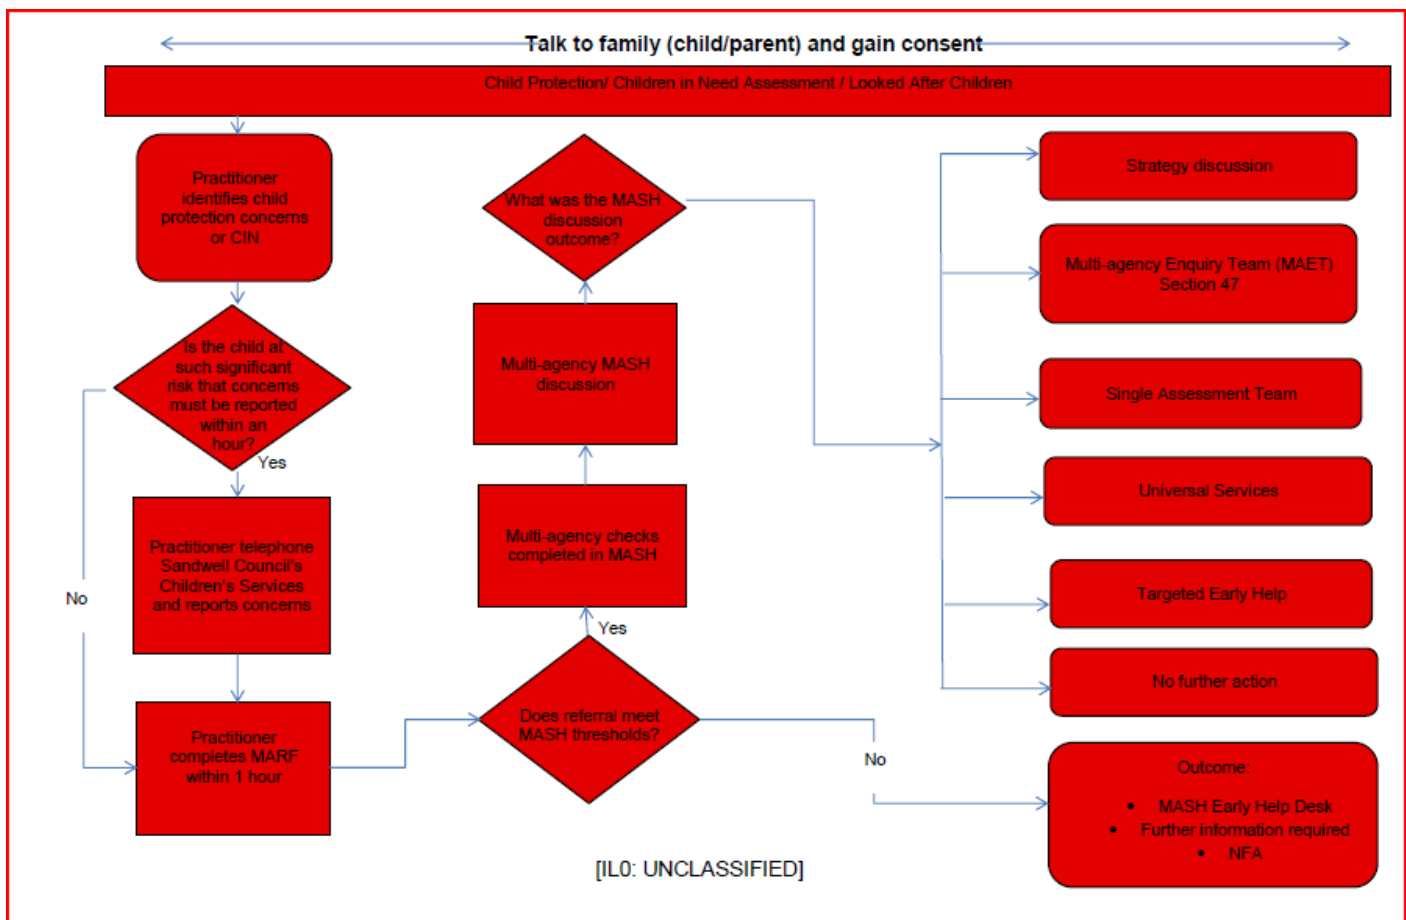 Talk to family (child/parent) and gain consent
Child Protection/ Children in Need Assessment / Looked After Children
Practitioner
identifies child
protection concerns
or CIN
Is the child at
such significant
risk that concerns
must be reported
within an
hour?
Yes
No
Practitioner telephone
Sandwell Council's
Children's Services
and reports concerns
Practitioner
completes MARF
within 1 hour
What was the MASH
discussion
outcome?
Multi-agency MASH
discussion
Multi-agency checks
completed in MASH
Yes
Does referral meet
MASH thresholds?
No
Strategy discussion
Multi-agency Enquiry Team (MAET)
Section 47
Single Assessment Team
Universal Services
Targeted Early Help
No further action
Outcome:
• MASH Early Help Desk
• Further information required
• NFA
[IL0: UNCLASSIFIED]